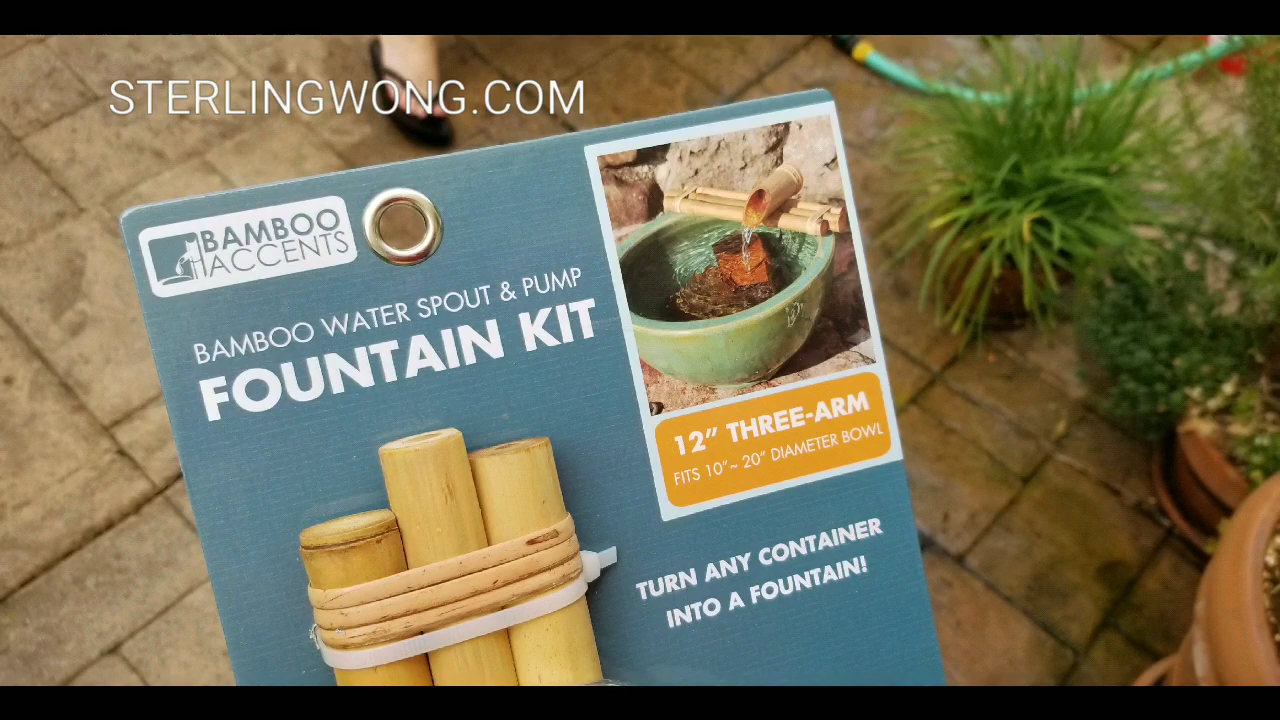 STERLINGWONG.COM
BAMBOO
ACCENTS
BAMBOO WATER SPOUT & PUMP
FOUNTAIN KIT
12" THREE-ARM
FITS 10"~ 20" DIAMETER BOWL
TURN ANY CONTAINER
INTO A FOUNTAIN!